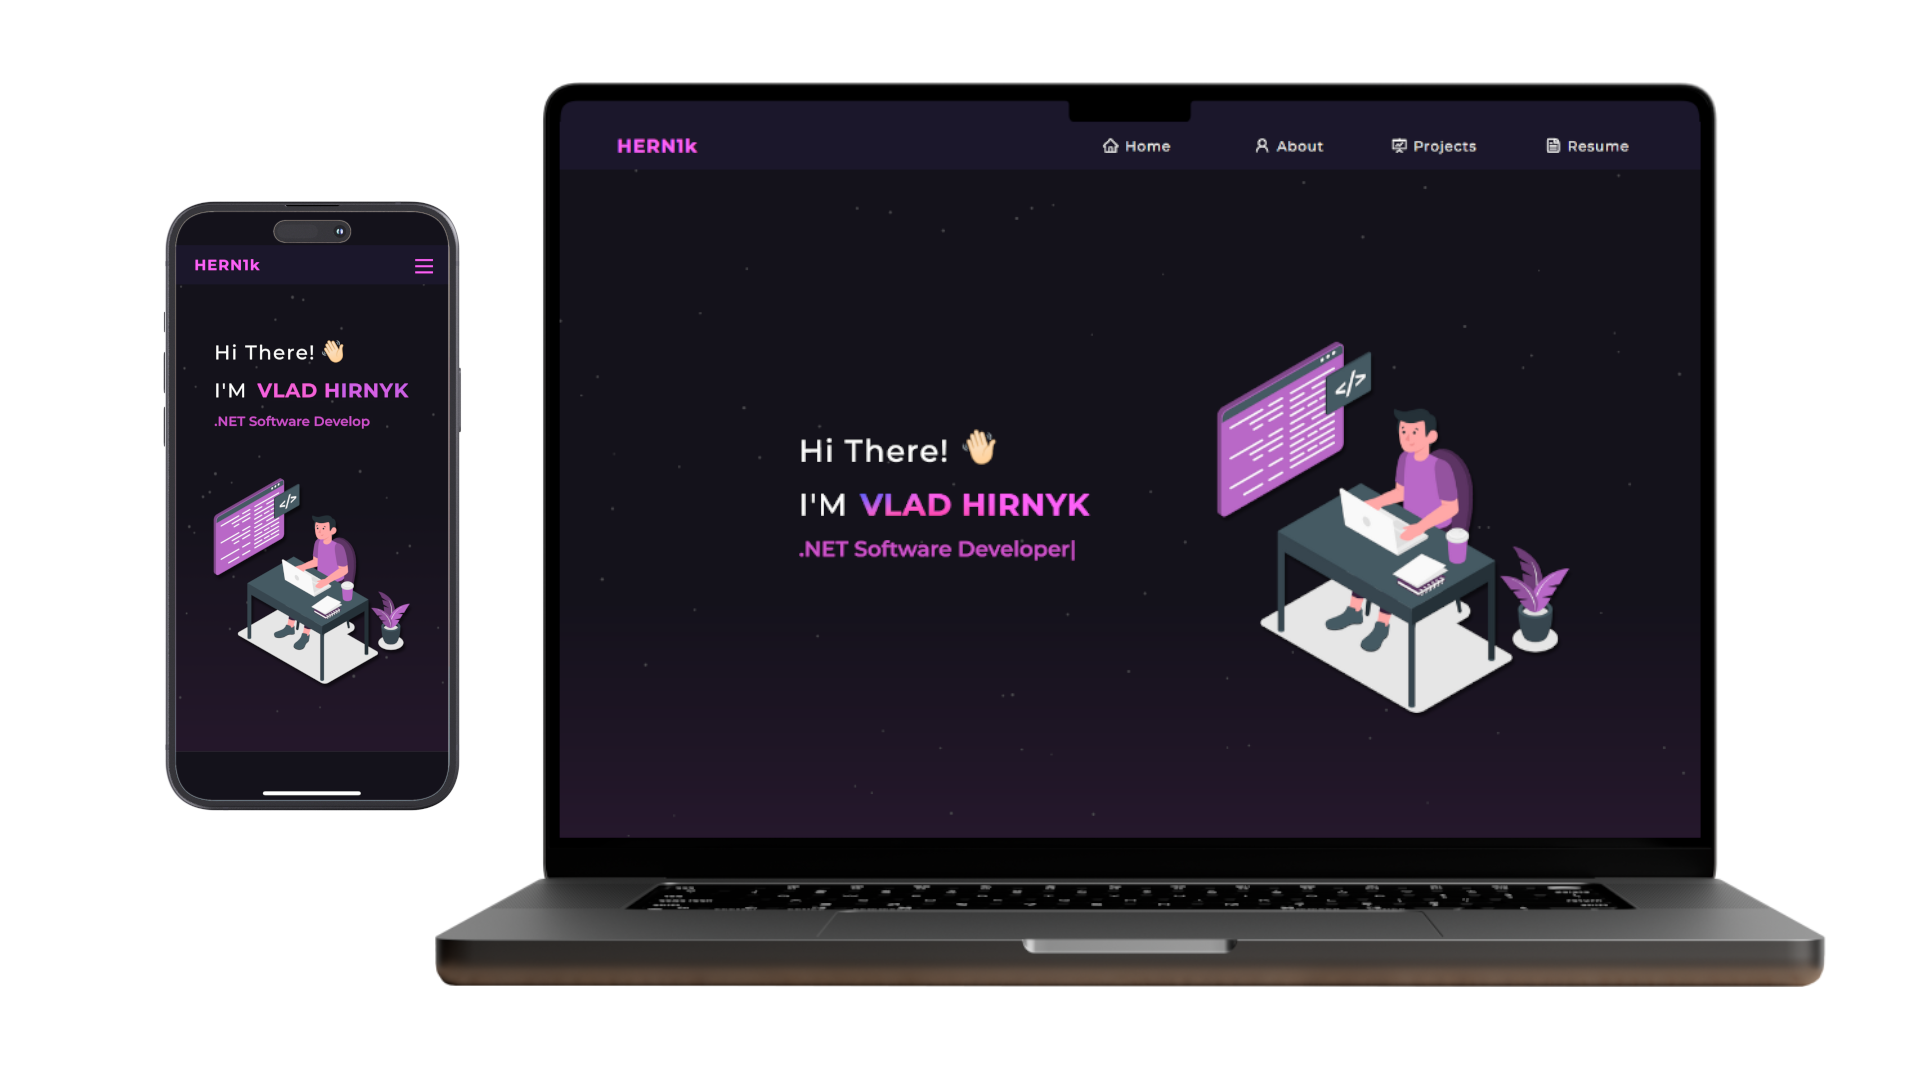 HERN1k
Hi There! 👋🏻
I'M VLAD HIRNYK
.NET Software Develop
</>
HERN1k
Home
About
Projects
Resume
Hi There! 👋🏻
I'M VLAD HIRNYK
.NET Software Developer|
</>